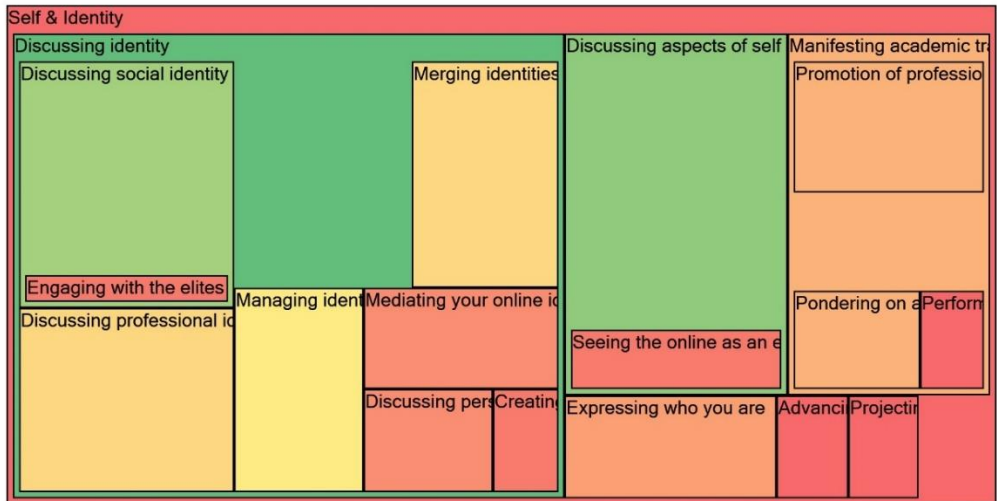 Self & Identity
Discussing identity
Discussing aspects of self
Manifesting academic tra
Discussing social identity
Merging identities
Promotion of professio
Engaging with the elites
Managing ident
Mediating your online id
Pondering on a
Perform
Discussing professional id
Seeing the online as an e
Discussing pers
Creating
Expressing who you are
Advanci
Projectin